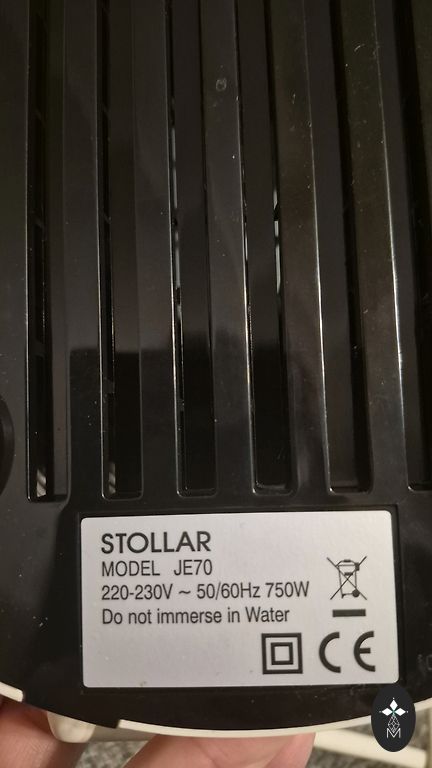 STOLLAR
MODEL JE70
220-230V ~ 50/60Hz 750W
Do not immerse in Water
CE